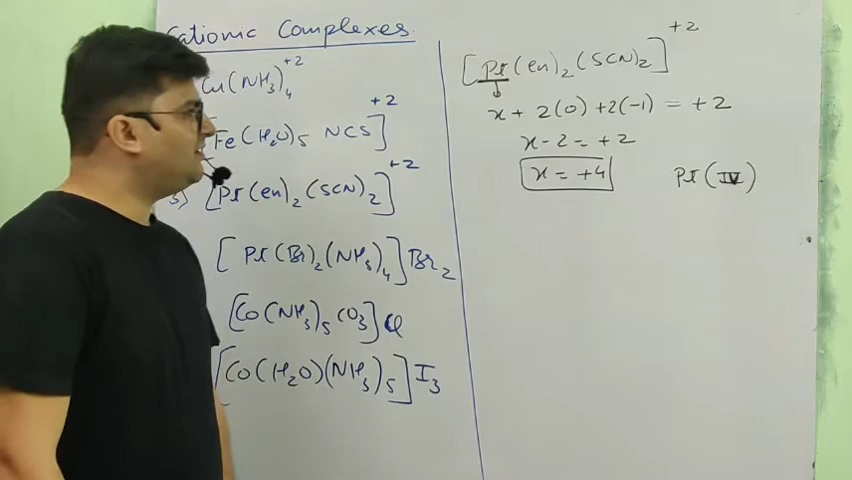 Cationic Complexes
Cu(NH₃)₄⁺²
Fe(H₂O)₅ NCS]⁺²
3) [Pt(en)₂(SCN)₂]⁺²
[Pt(Br)₂(NH₃)₄]Br₂
[Co(NH₃)₅CO₃]Cl
[Co(H₂O)(NH₃)₅]I₃
[Pt(en)₂(SCN)₂]⁺²
x + 2(0) + 2(-1) = +2
x - 2 = +2
x = +4 Pt(IV)